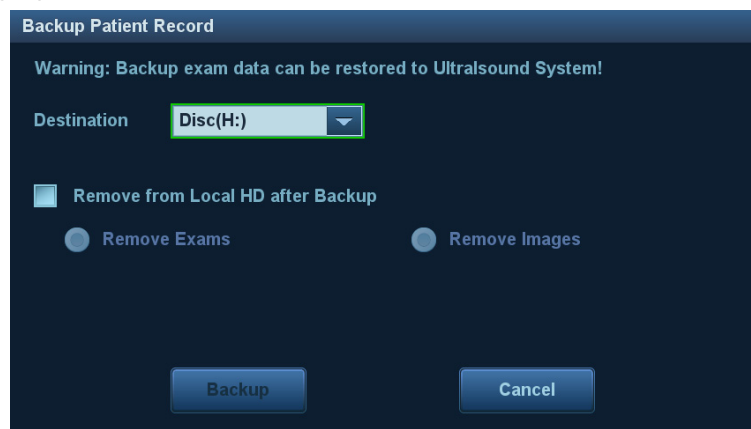 Backup Patient Record
Warning: Backup exam data can be restored to Ultralsound System!
Destination Disc(H:)
Remove from Local HD after Backup
Remove Exams Remove Images
Backup Cancel